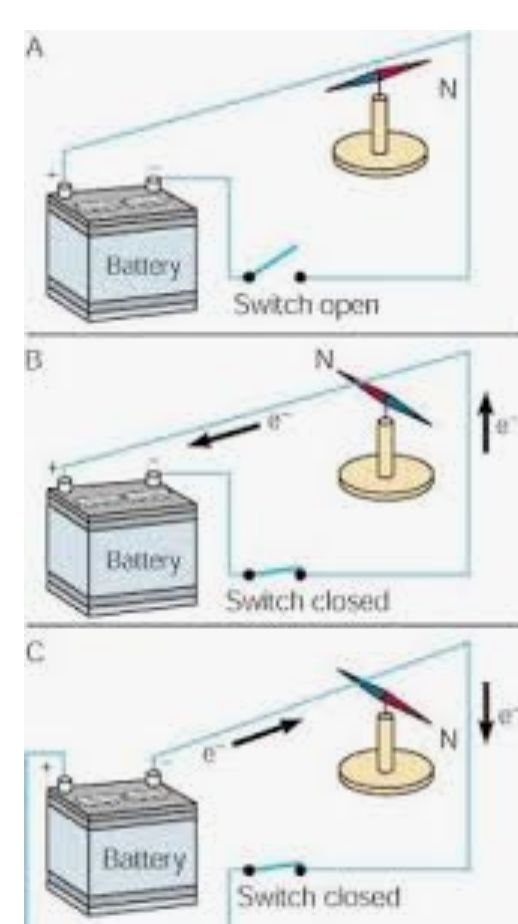 A
N
+
−
Battery
Switch open
B
N
e⁻
e⁻
+
−
Battery
Switch closed
C
e⁻
e⁻
N
+
−
Battery
Switch closed